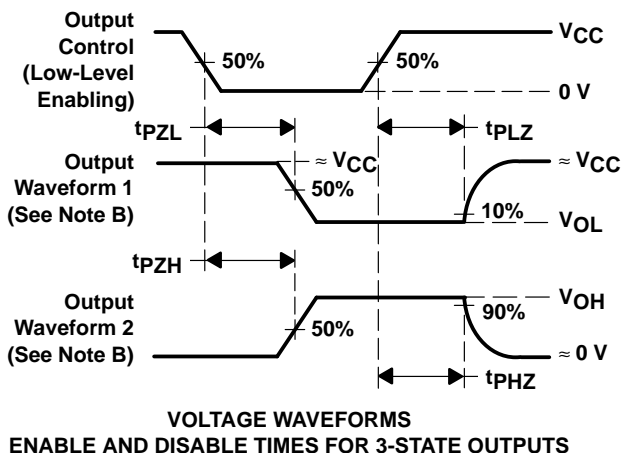 Output
Control
(Low-Level
Enabling)
50%
50%
VCC
0 V
tPZL
tPLZ
Output
Waveform 1
(See Note B)
≈ VCC
50%
≈ VCC
10%
VOL
tPZH
Output
Waveform 2
(See Note B)
50%
VOH
90%
≈ 0 V
tPHZ
VOLTAGE WAVEFORMS
ENABLE AND DISABLE TIMES FOR 3-STATE OUTPUTS